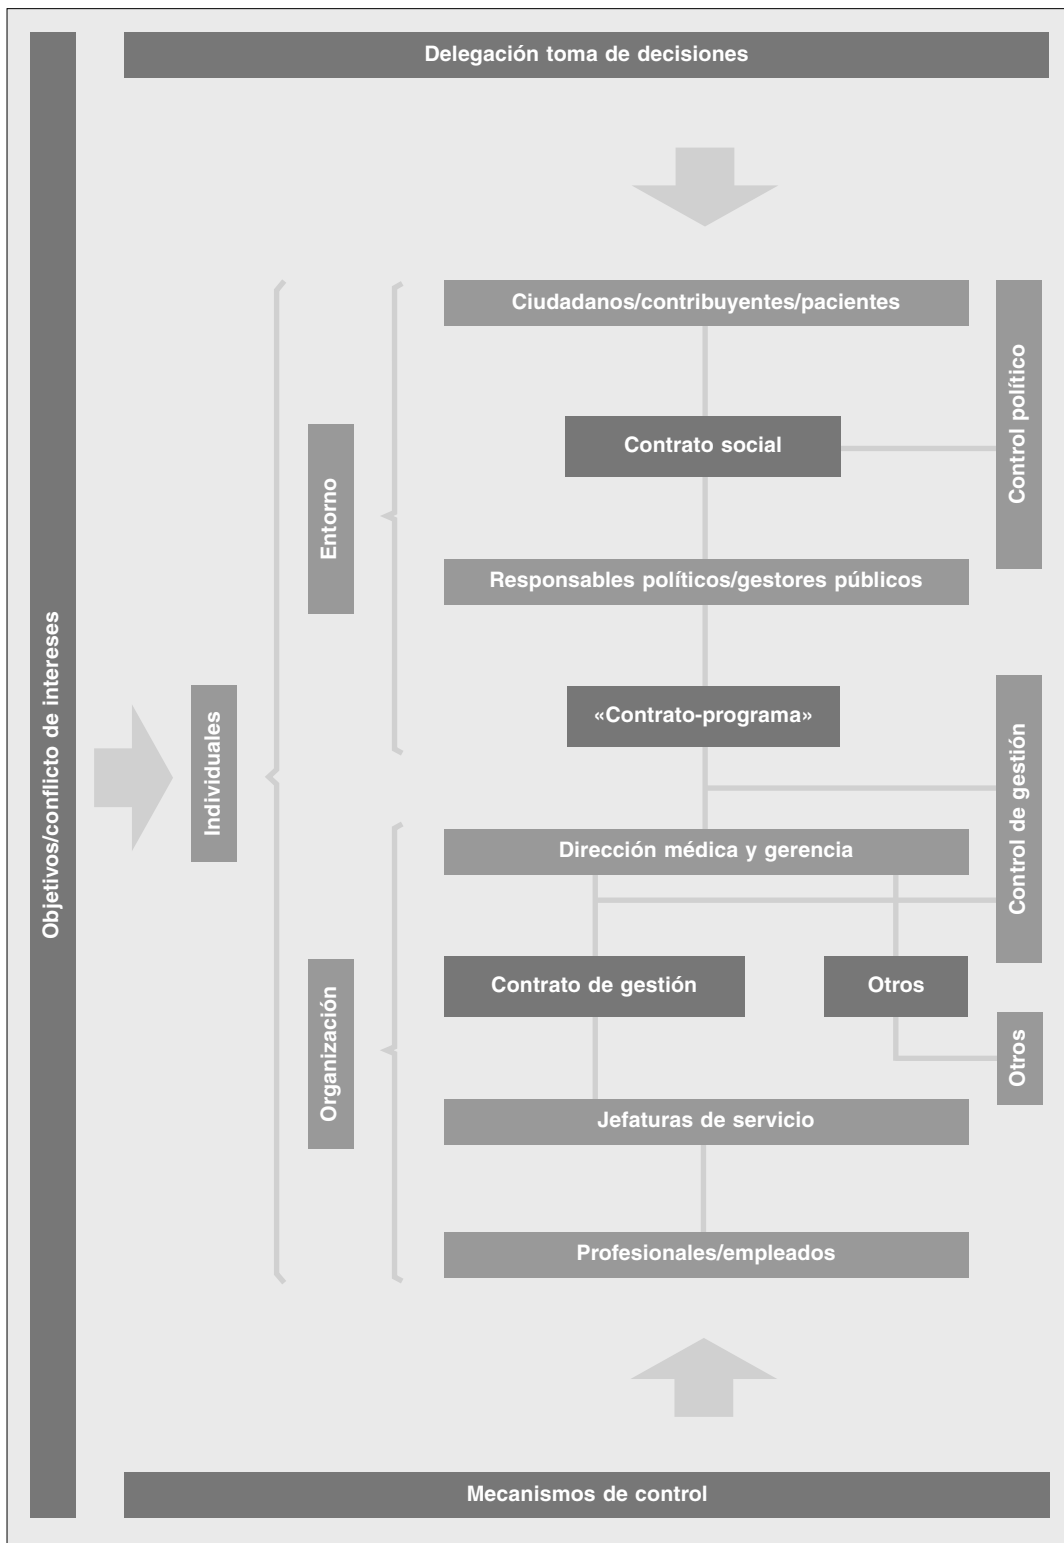 Delegación toma de decisiones
Objetivos/conflicto de intereses
Individuales
Entorno
Organización
Ciudadanos/contribuyentes/pacientes
Contrato social
Control político
Responsables políticos/gestores públicos
«Contrato-programa»
Control de gestión
Dirección médica y gerencia
Contrato de gestión
Otros
Otros
Jefaturas de servicio
Profesionales/empleados
Mecanismos de control